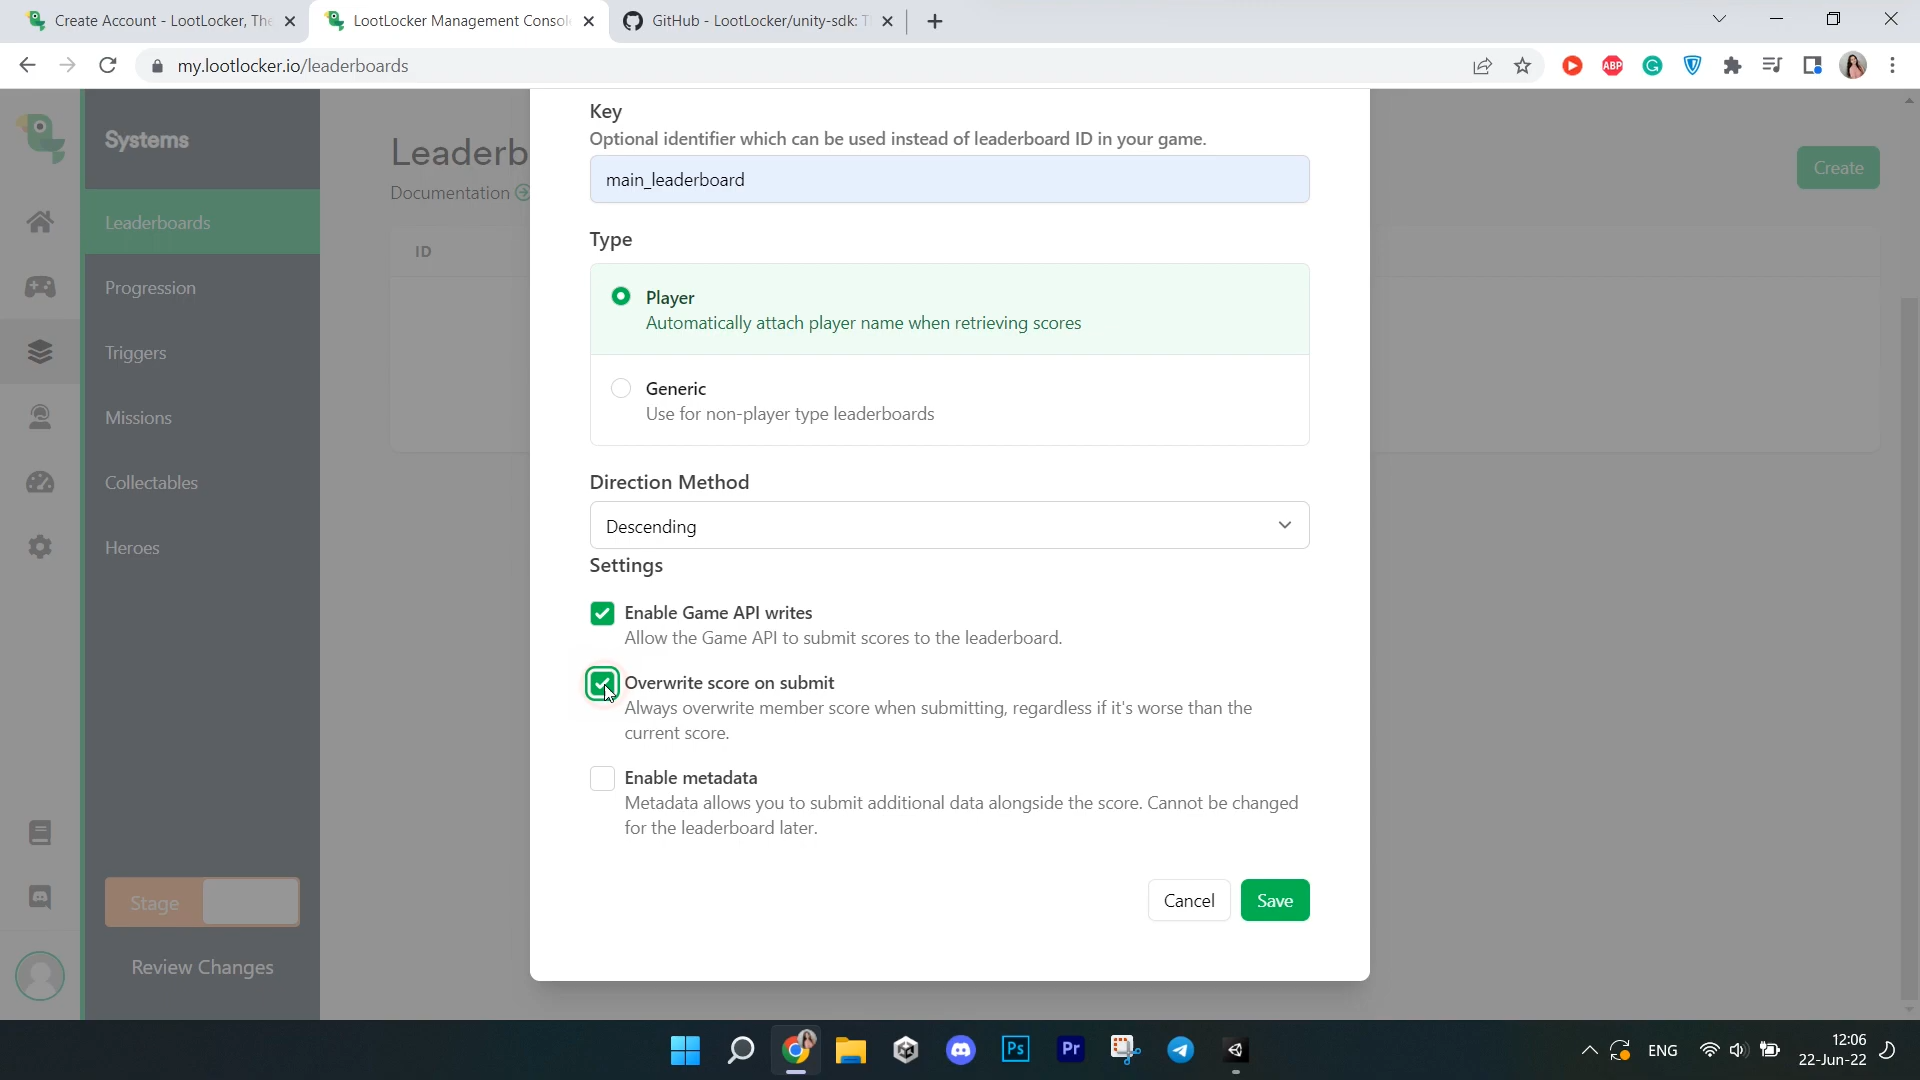 Create Account - LootLocker, The
LootLocker Management Consol
GitHub - LootLocker/unity-sdk: T
my.lootlocker.io/leaderboards
ABP
Systems
Leaderboards
Progression
Triggers
Missions
Collectables
Heroes
Stage
Review Changes
Leaderb
Documentation
Create
ID
Key
Optional identifier which can be used instead of leaderboard ID in your game.
main_leaderboard
Type
Player
Automatically attach player name when retrieving scores
Generic
Use for non-player type leaderboards
Direction Method
Descending
Settings
Enable Game API writes
Allow the Game API to submit scores to the leaderboard.
Overwrite score on submit
Always overwrite member score when submitting, regardless if it's worse than the
current score.
Enable metadata
Metadata allows you to submit additional data alongside the score. Cannot be changed
for the leaderboard later.
Cancel
Save
Ps
Pr
ENG
12:06
22-Jun-22